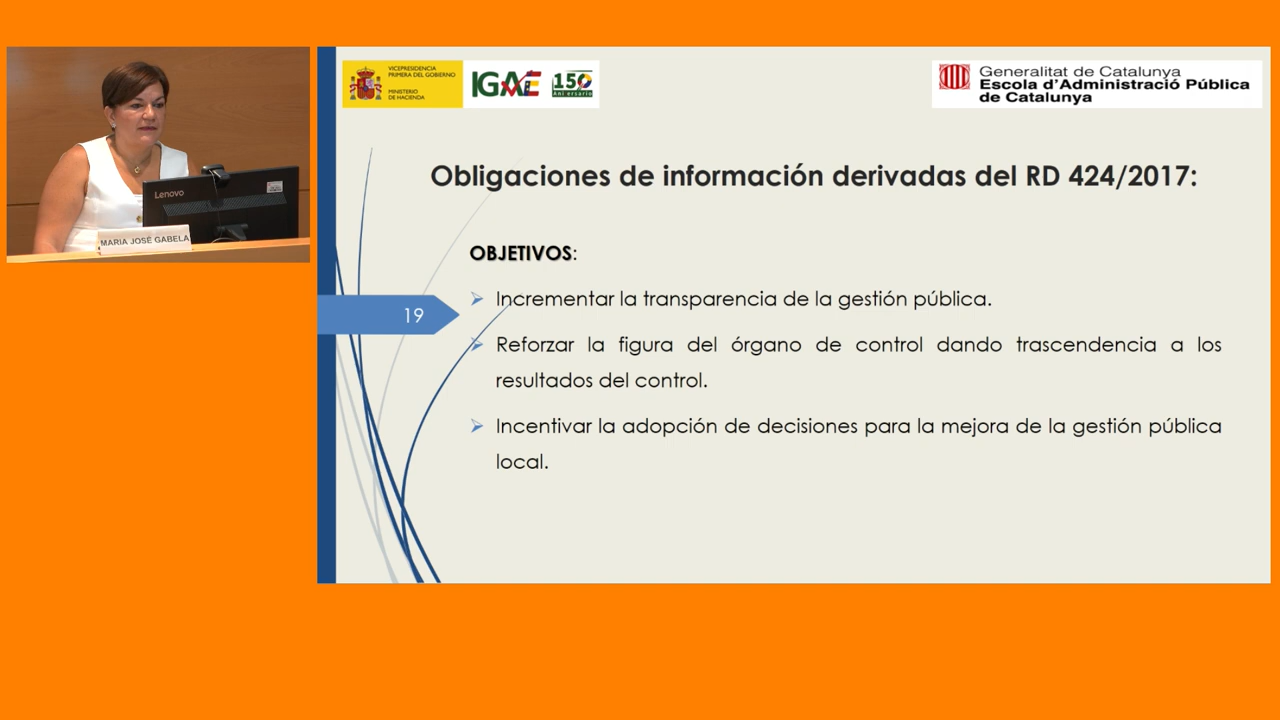 VICEPRESIDENCIA
PRIMERA DEL GOBIERNO
MINISTERIO
DE HACIENDA
IGAE
150
Aniversario
Generalitat de Catalunya
Escola d'Administració Pública
de Catalunya
Lenovo
MARIA JOSÉ GABELA
Obligaciones de información derivadas del RD 424/2017:
OBJETIVOS:
Incrementar la transparencia de la gestión pública.
19
Reforzar la figura del órgano de control dando trascendencia a los
resultados del control.
Incentivar la adopción de decisiones para la mejora de la gestión pública
local.